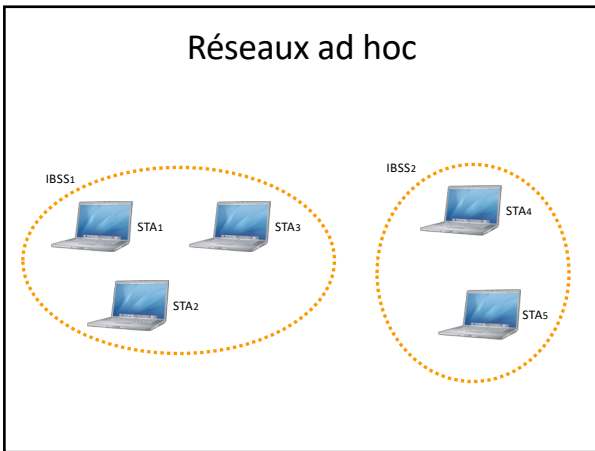 Réseaux ad hoc
IBSS1
IBSS2
STA1
STA3
STA4
STA2
STA5